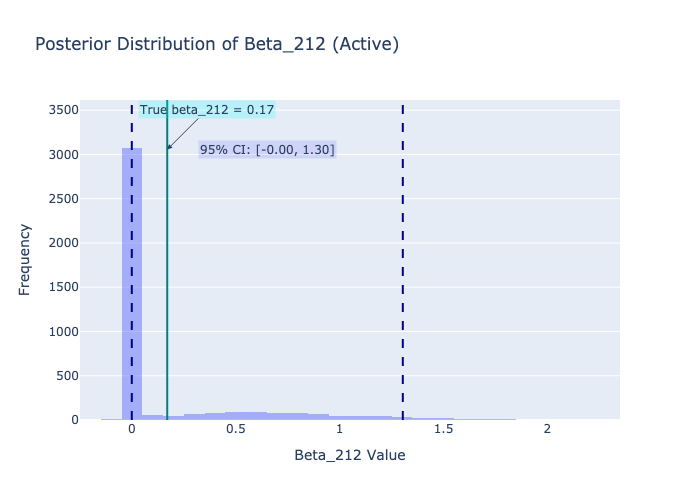 Posterior Distribution of Beta_212 (Active)
True beta_212 = 0.17
95% CI: [-0.00, 1.30]
3500
3000
2500
2000
1500
1000
500
0
Frequency
0
0.5
1
1.5
2
Beta_212 Value